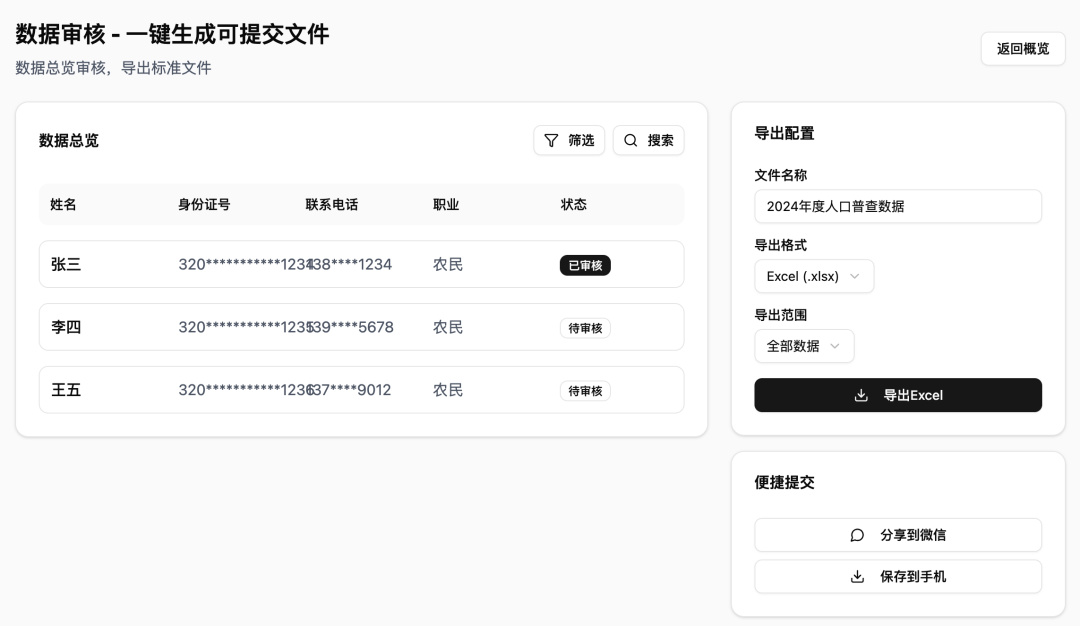 数据审核 - 一键生成可提交文件
数据总览审核，导出标准文件
返回概览
数据总览
筛选
搜索
姓名 身份证号 联系电话 职业 状态
张三 320***********1234 138****1234 农民 已审核
李四 320***********1235 139****5678 农民 待审核
王五 320***********1236 137****9012 农民 待审核
导出配置
文件名称
2024年度人口普查数据
导出格式
Excel (.xlsx)
导出范围
全部数据
导出Excel
便捷提交
分享到微信
保存到手机